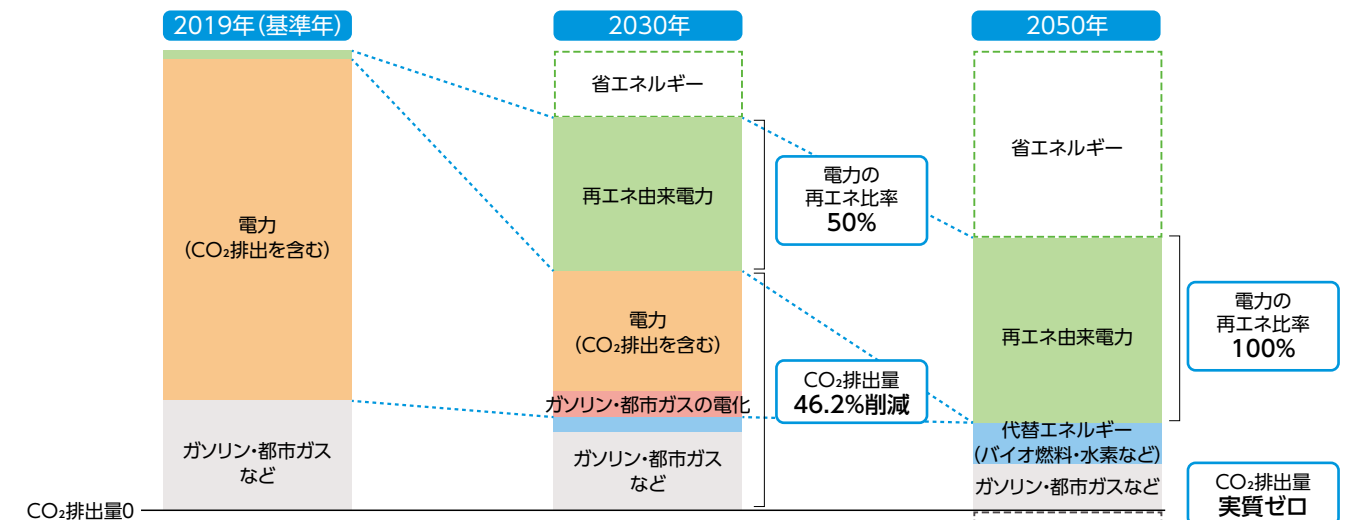 2019年(基準年)
2030年
2050年
電力
(CO₂排出を含む)
ガソリン・都市ガス
など
CO₂排出量0
省エネルギー
再エネ由来電力
電力
(CO₂排出を含む)
ガソリン・都市ガスの電化
ガソリン・都市ガス
など
電力の
再エネ比率
50%
CO₂排出量
46.2%削減
省エネルギー
再エネ由来電力
代替エネルギー
(バイオ燃料・水素など)
ガソリン・都市ガスなど
電力の
再エネ比率
100%
CO₂排出量
実質ゼロ